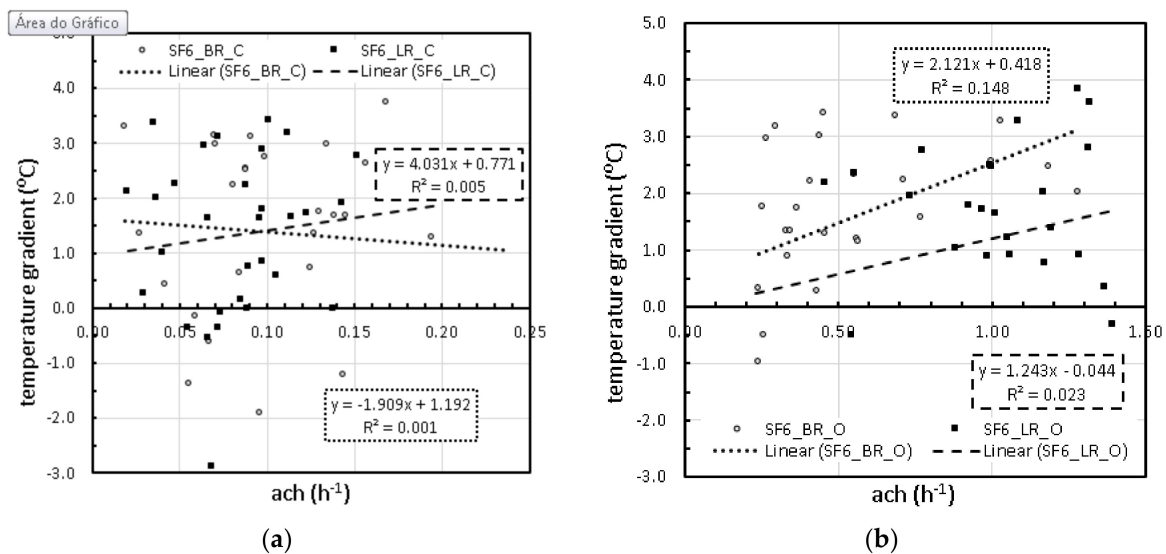 Área do Gráfico
SF6_BR_C
SF6_LR_C
Linear (SF6_BR_C)
Linear (SF6_LR_C)
4.0
3.0
2.0
1.0
0.0
-1.0
-2.0
-3.0
temperature gradient (ºC)
y = 4.031x + 0.771
R² = 0.005
0.00 0.05 0.10 0.15 0.20 0.25
y = -1.909x + 1.192
R² = 0.001
ach (h-1)
(a)
5.0
4.0
3.0
2.0
1.0
0.0
-1.0
-2.0
-3.0
temperature gradient (ºC)
y = 2.121x + 0.418
R² = 0.148
0.00 0.50 1.00 1.50
y = 1.243x - 0.044
R² = 0.023
SF6_BR_O
SF6_LR_O
Linear (SF6_BR_O)
Linear (SF6_LR_O)
ach (h-1)
(b)